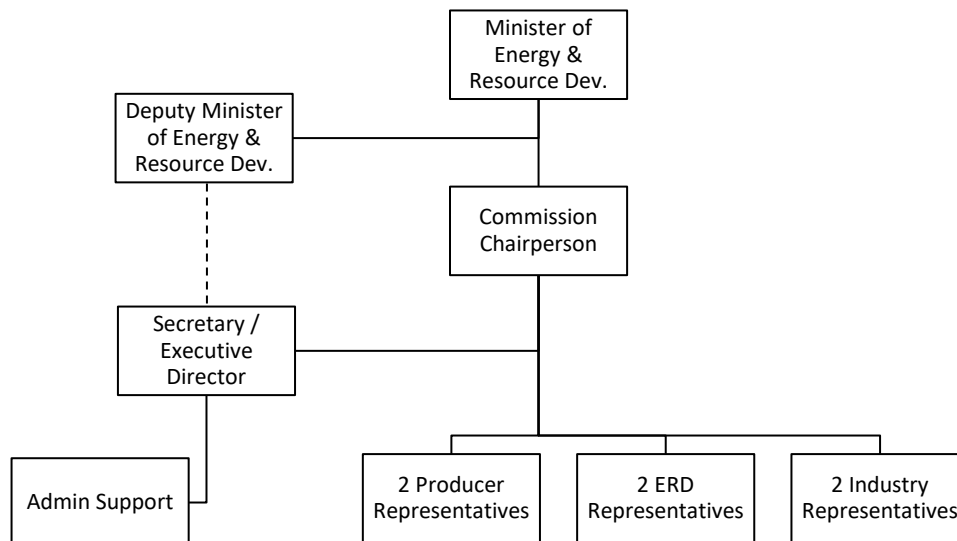 Minister of
Energy &
Resource Dev.
Deputy Minister
of Energy &
Resource Dev.
Commission
Chairperson
Secretary /
Executive
Director
Admin Support
2 Producer
Representatives
2 ERD
Representatives
2 Industry
Representatives